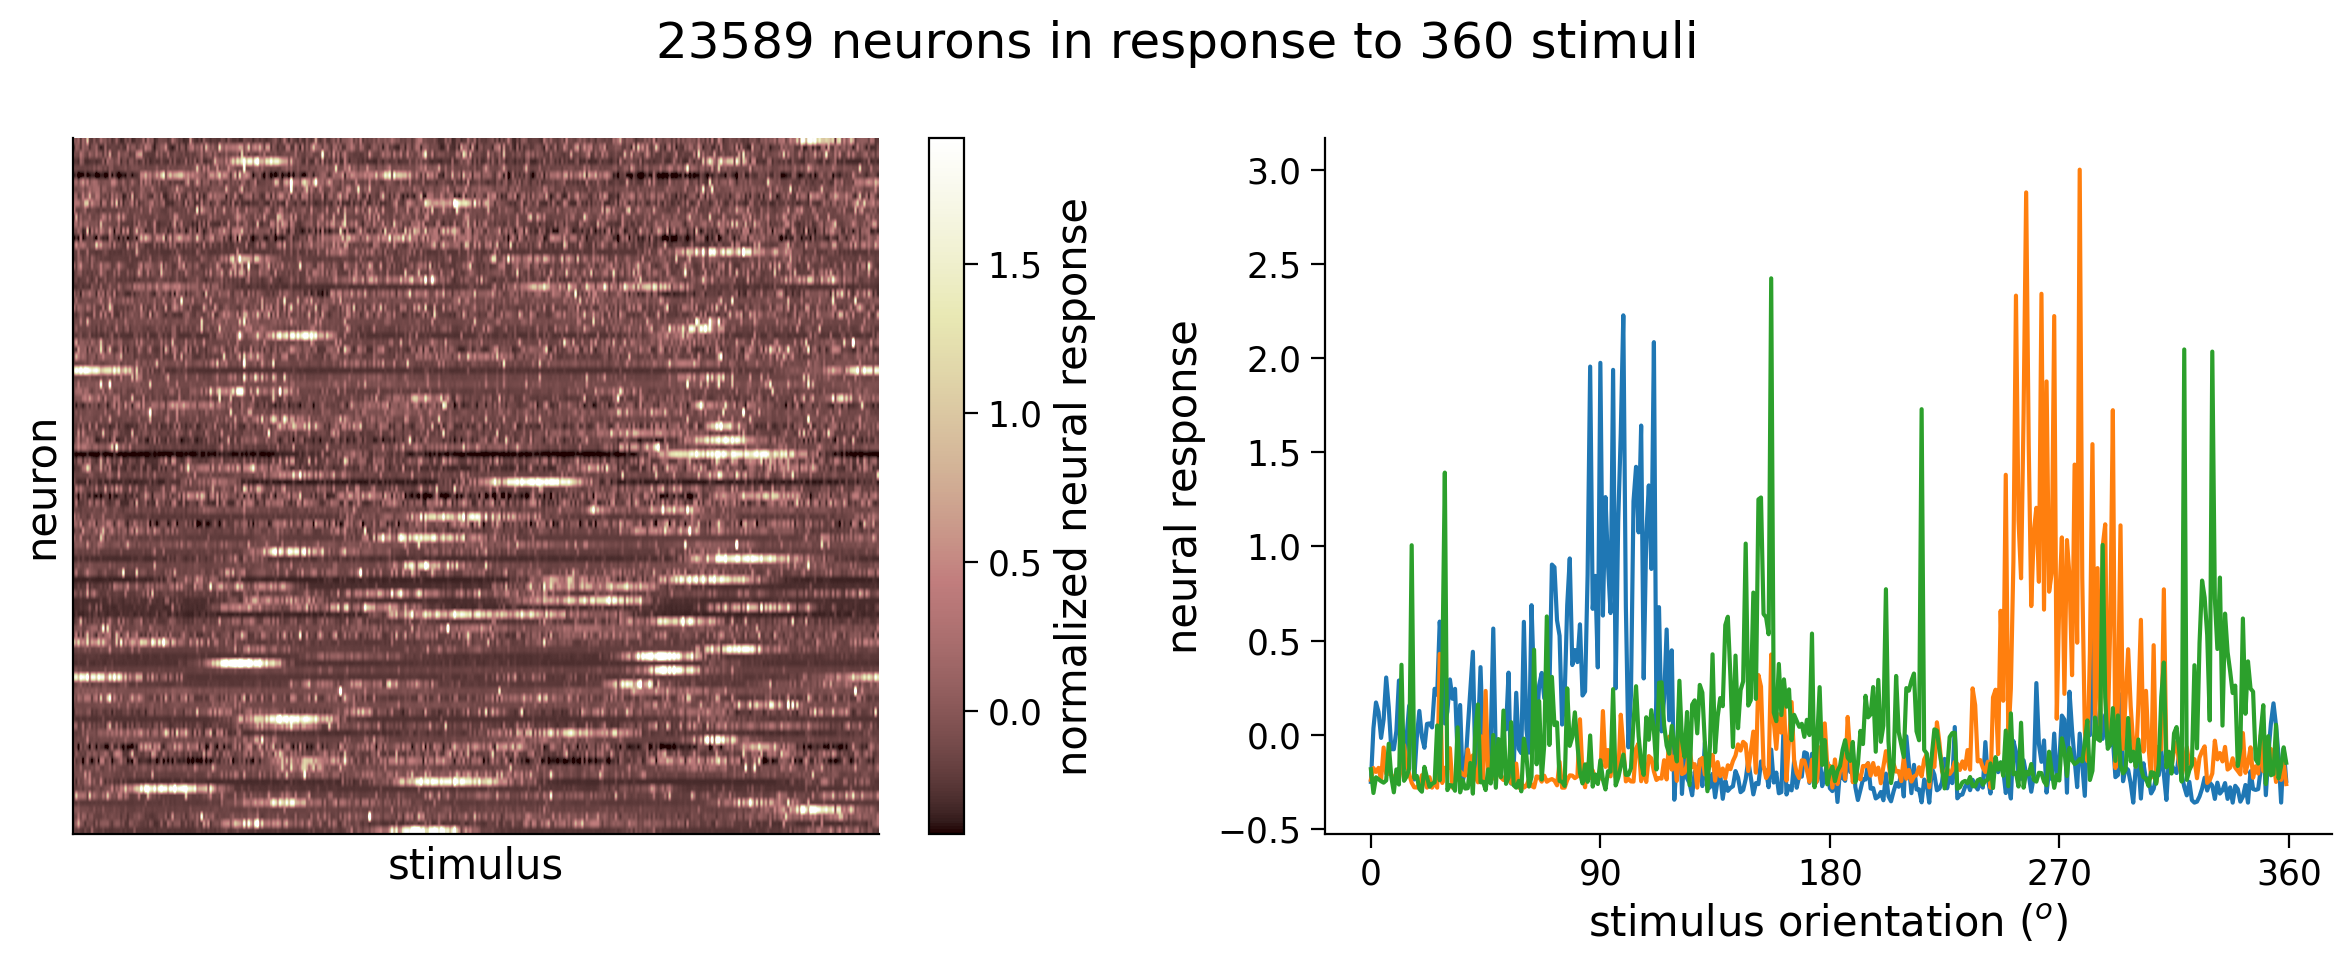 23589 neurons in response to 360 stimuli
neuron
stimulus
1.5
1.0
0.5
0.0
normalized neural response
neural response
3.0
2.5
2.0
1.5
1.0
0.5
0.0
−0.5
0 90 180 270 360
stimulus orientation (°)